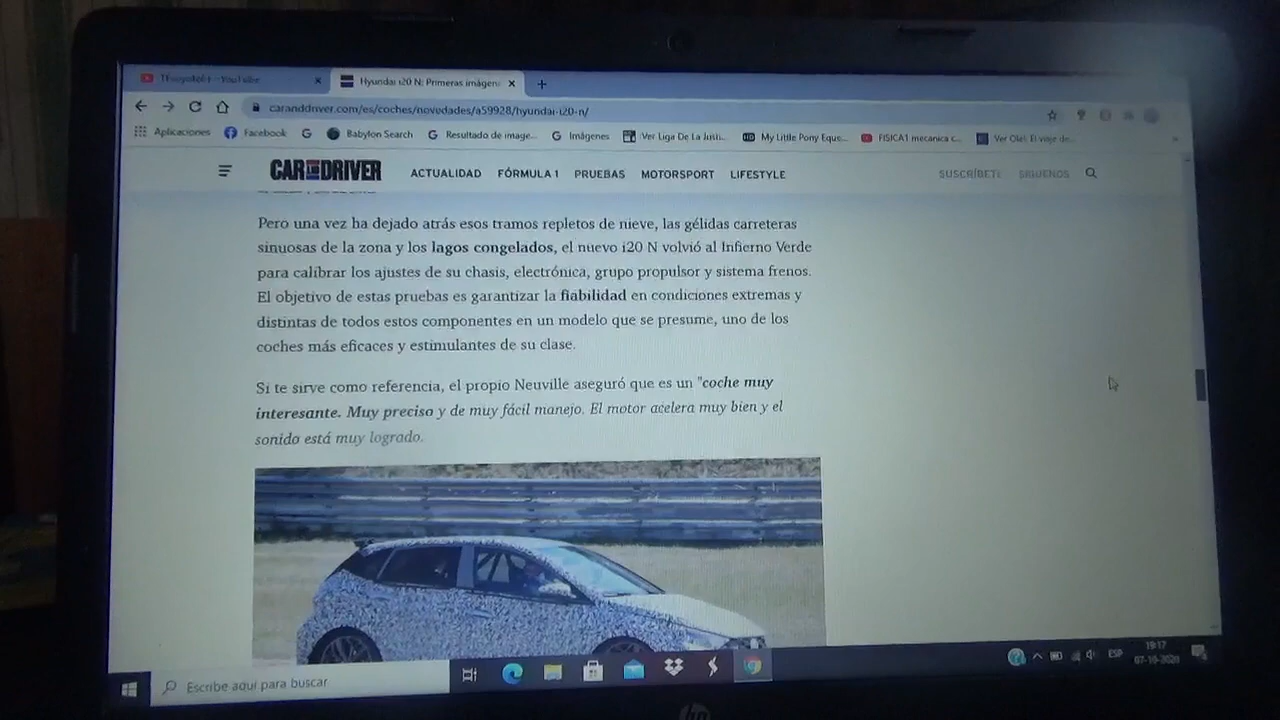 Hyundai i20 N: Primeras imágen
caranddriver.com/es/coches/novedades/a59928/hyundai-i20-n/
Aplicaciones Facebook Babylon Search Resultado de image... Imágenes Ver Liga De La Justi... My Little Pony Eque... FISICA1 mecanica c... Ver Olé!. El viaje de...
CAR AND DRIVER ACTUALIDAD FÓRMULA 1 PRUEBAS MOTORSPORT LIFESTYLE SUSCRÍBETE SÍGUENOS
Pero una vez ha dejado atrás esos tramos repletos de nieve, las gélidas carreteras
sinuosas de la zona y los lagos congelados, el nuevo i20 N volvió al Infierno Verde
para calibrar los ajustes de su chasis, electrónica, grupo propulsor y sistema frenos.
El objetivo de estas pruebas es garantizar la fiabilidad en condiciones extremas y
distintas de todos estos componentes en un modelo que se presume, uno de los
coches más eficaces y estimulantes de su clase.
Si te sirve como referencia, el propio Neuville aseguró que es un "coche muy
interesante. Muy preciso y de muy fácil manejo. El motor acelera muy bien y el
sonido está muy logrado.
Escribe aquí para buscar
ESP
19:17
07-10-2020
hp